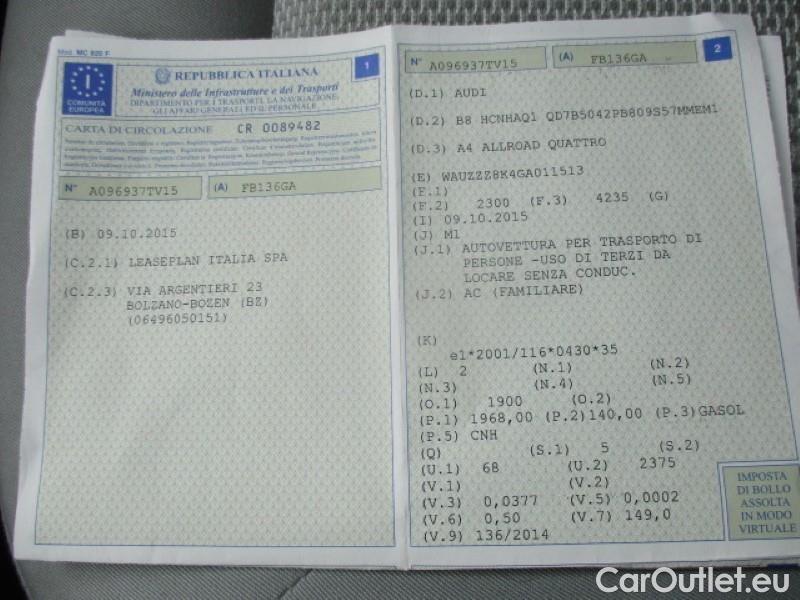 Mod. MC 820 F
1
COMUNITÀ
EUROPEA
REPUBBLICA ITALIANA
Ministero delle Infrastrutture e dei Trasporti
DIPARTIMENTO PER I TRASPORTI, LA NAVIGAZIONE,
GLI AFFARI GENERALI ED IL PERSONALE
CARTA DI CIRCOLAZIONE CR 0089482
N° A096937TV15 (A) FB136GA
(B) 09.10.2015
(C.2.1) LEASEPLAN ITALIA SPA
(C.2.3) VIA ARGENTIERI 23
BOLZANO-BOZEN (BZ)
(06496050151)
N° A096937TV15 (A) FB136GA 2
(D.1) AUDI
(D.2) B8 HCNHAQ1 QD7B5042PB809S57MMEM1
(D.3) A4 ALLROAD QUATTRO
(E) WAUZZZ8K4GA011513
(F.1)
(F.2) 2300 (F.3) 4235 (G)
(I) 09.10.2015
(J) M1
(J.1) AUTOVETTURA PER TRASPORTO DI
PERSONE -USO DI TERZI DA
LOCARE SENZA CONDUC.
(J.2) AC (FAMILIARE)
(K)
e1*2001/116*0430*35
(L) 2 (N.1) (N.2)
(N.3) (N.4) (N.5)
(O.1) 1900 (O.2)
(P.1) 1968,00 (P.2)140,00 (P.3)GASOL
(P.5) CNH
(Q) (S.1) 5 (S.2)
(U.1) 68 (U.2) 2375
(V.1) (V.2)
(V.3) 0,0377 (V.5) 0,0002
(V.6) 0,50 (V.7) 149,0
(V.9) 136/2014
IMPOSTA
DI BOLLO
ASSOLTA
IN MODO
VIRTUALE
CarOutlet.eu